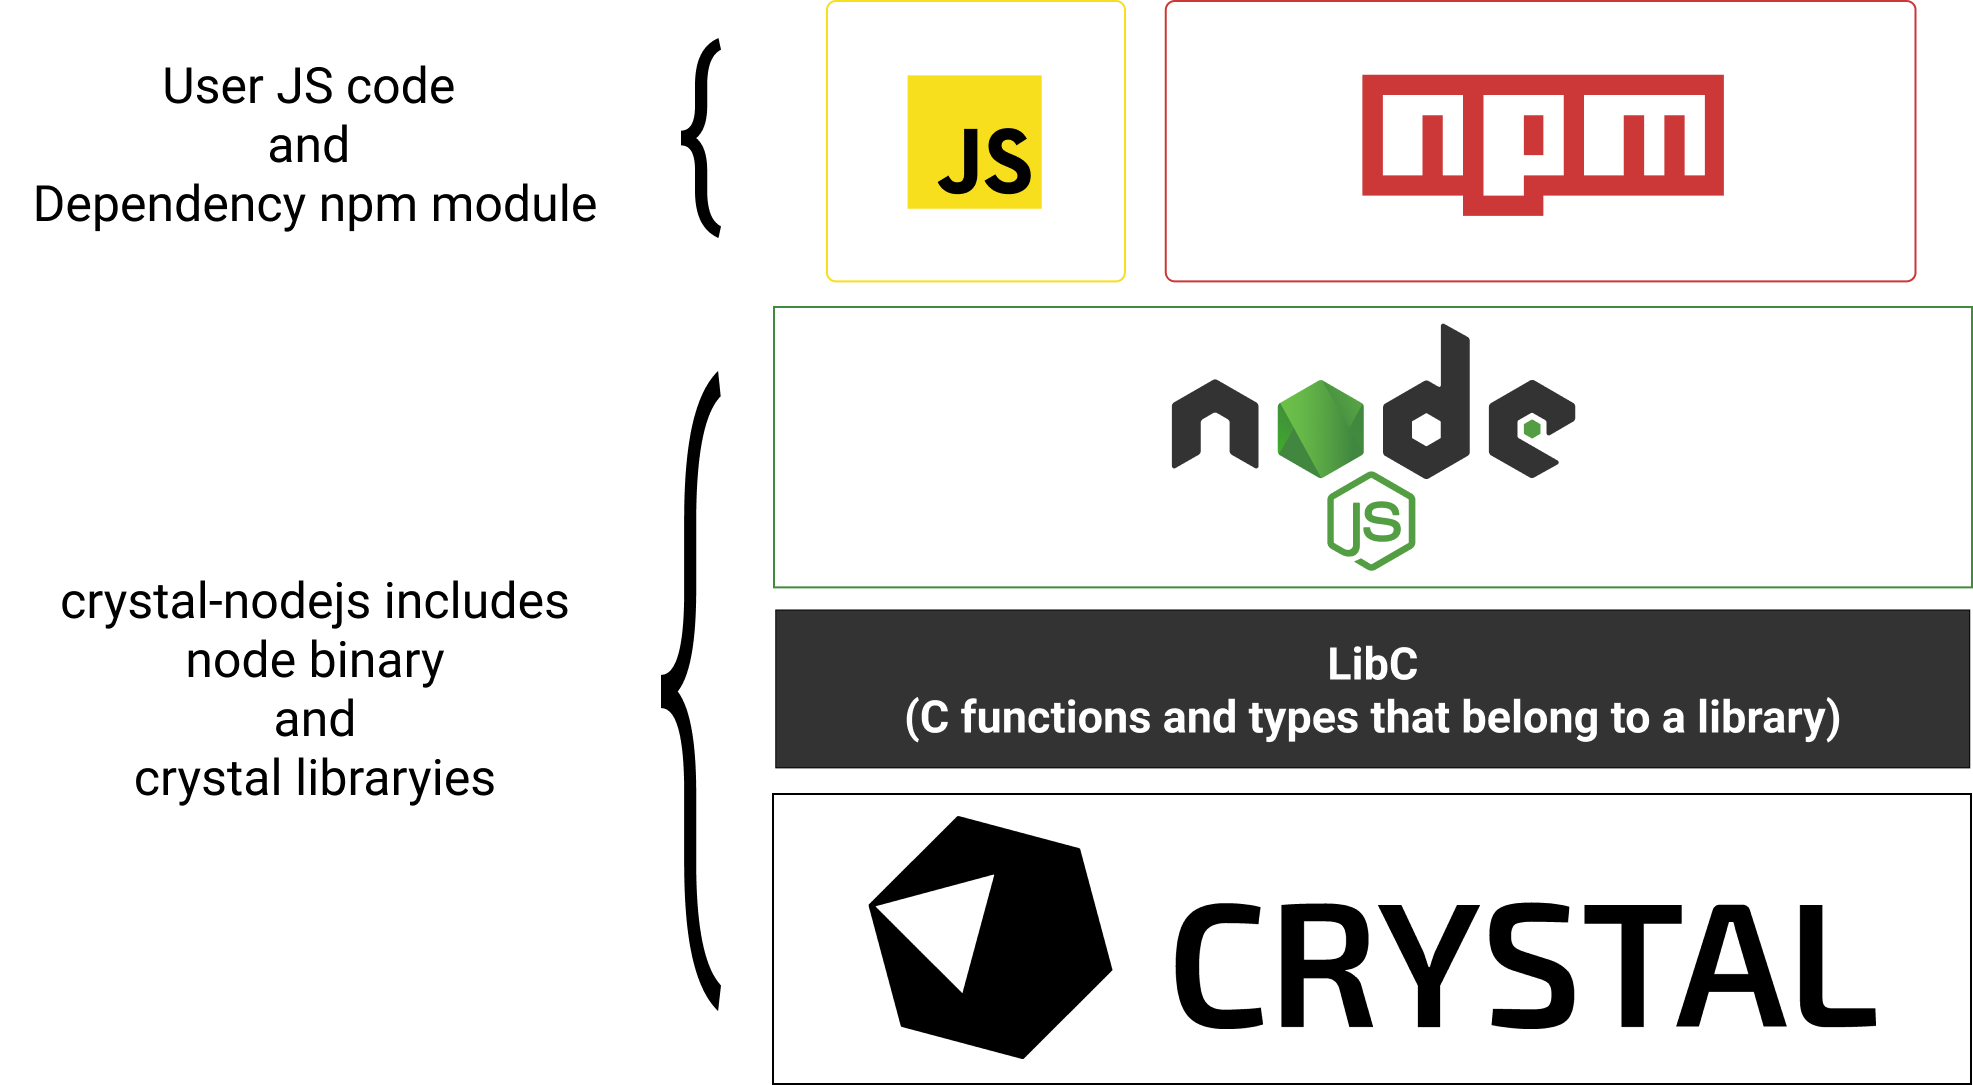 User JS code
and
Dependency npm module
JS
npm
node
JS
crystal-nodejs includes
node binary
and
crystal libraryies
LibC
(C functions and types that belong to a library)
CRYSTAL